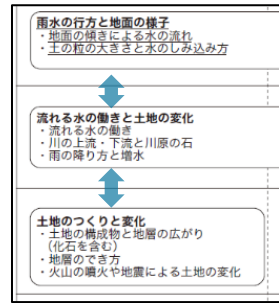 雨水の行方と地面の様子
・地面の傾きによる水の流れ
・土の粒の大きさと水のしみ込み方
流れる水の働きと土地の変化
・流れる水の働き
・川の上流・下流と川原の石
・雨の降り方と増水
土地のつくりと変化
・土地の構成物と地層の広がり
（化石を含む）
・地層のでき方
・火山の噴火や地震による土地の変化